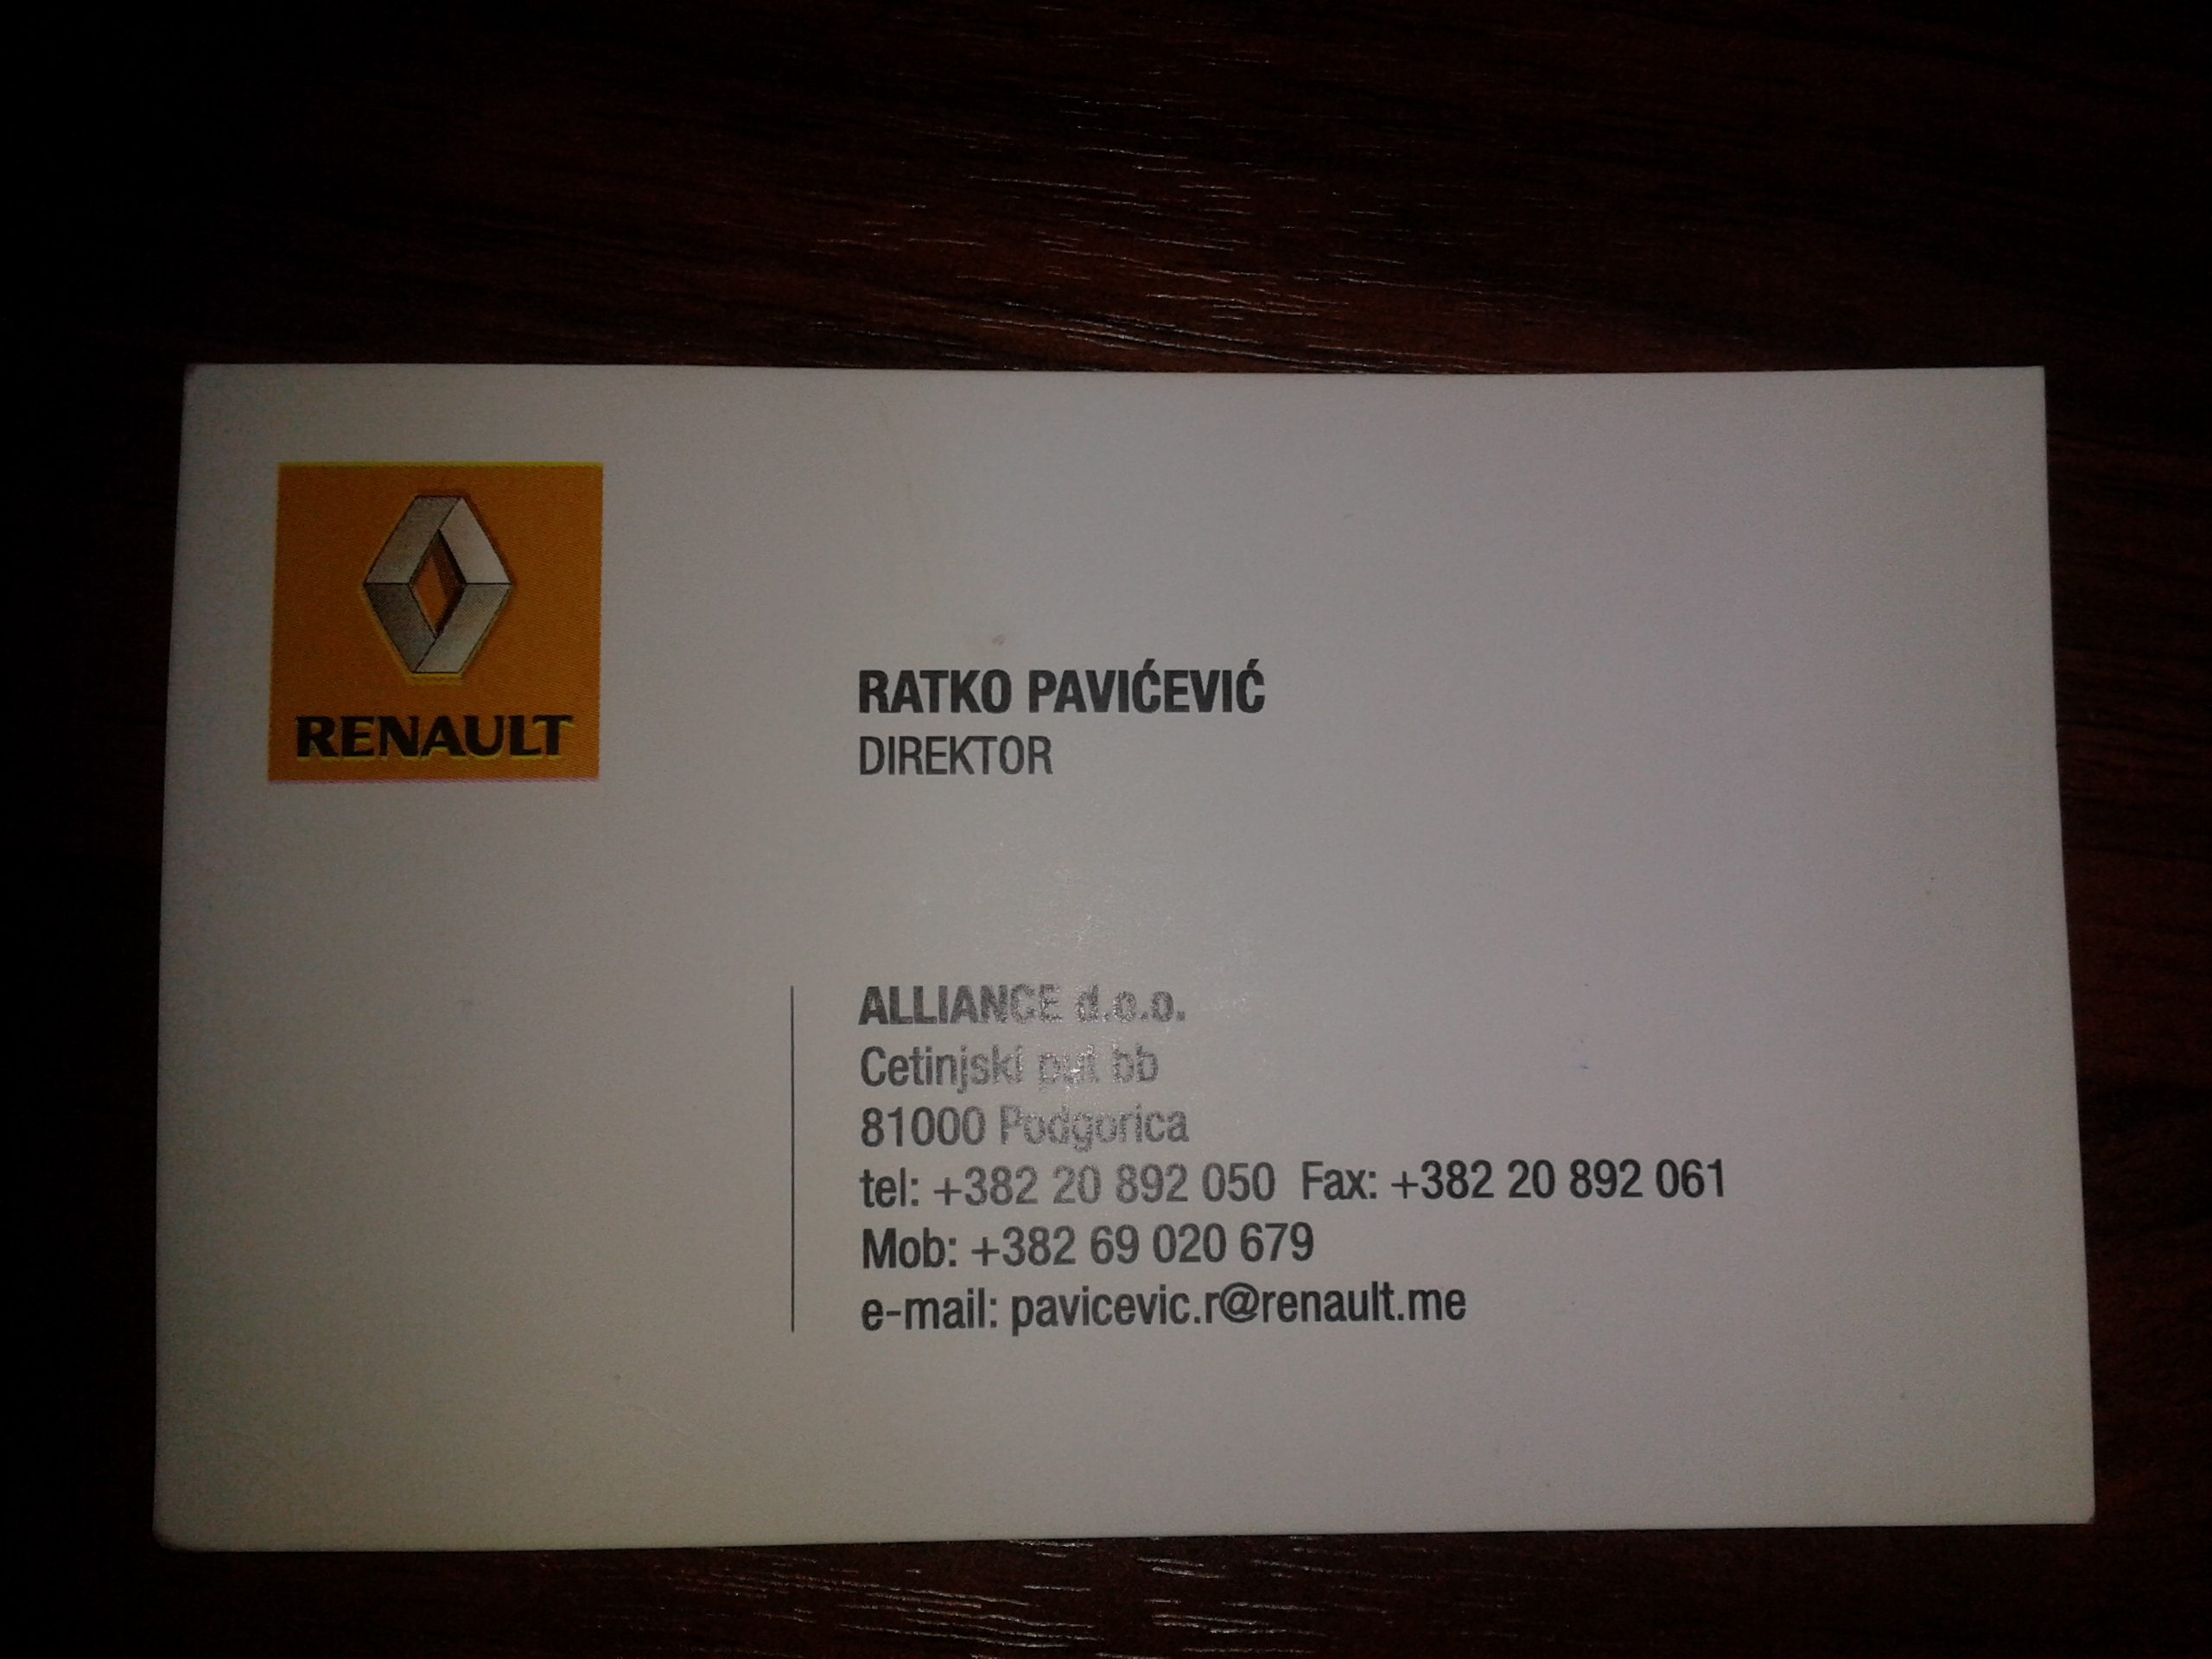 RENAULT
RATKO PAVIĆEVIĆ
DIREKTOR
ALLIANCE d.o.o.
Cetinjski put bb
81000 Podgorica
tel: +382 20 892 050 Fax: +382 20 892 061
Mob: +382 69 020 679
e-mail: pavicevic.r@renault.me